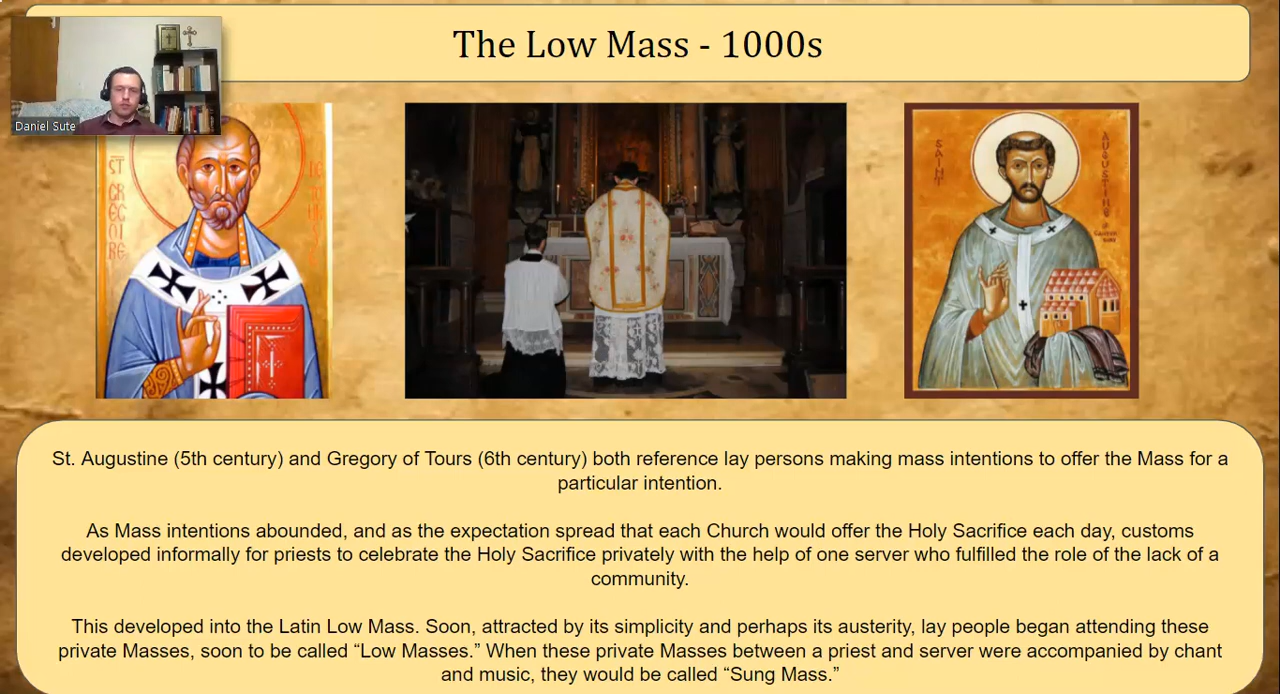 The Low Mass - 1000s
Daniel Sute
ST
GRE
GOI
RE
SAINT
AUGUSTINE
St. Augustine (5th century) and Gregory of Tours (6th century) both reference lay persons making mass intentions to offer the Mass for a
particular intention.
As Mass intentions abounded, and as the expectation spread that each Church would offer the Holy Sacrifice each day, customs
developed informally for priests to celebrate the Holy Sacrifice privately with the help of one server who fulfilled the role of the lack of a
community.
This developed into the Latin Low Mass. Soon, attracted by its simplicity and perhaps its austerity, lay people began attending these
private Masses, soon to be called “Low Masses.” When these private Masses between a priest and server were accompanied by chant
and music, they would be called “Sung Mass.”